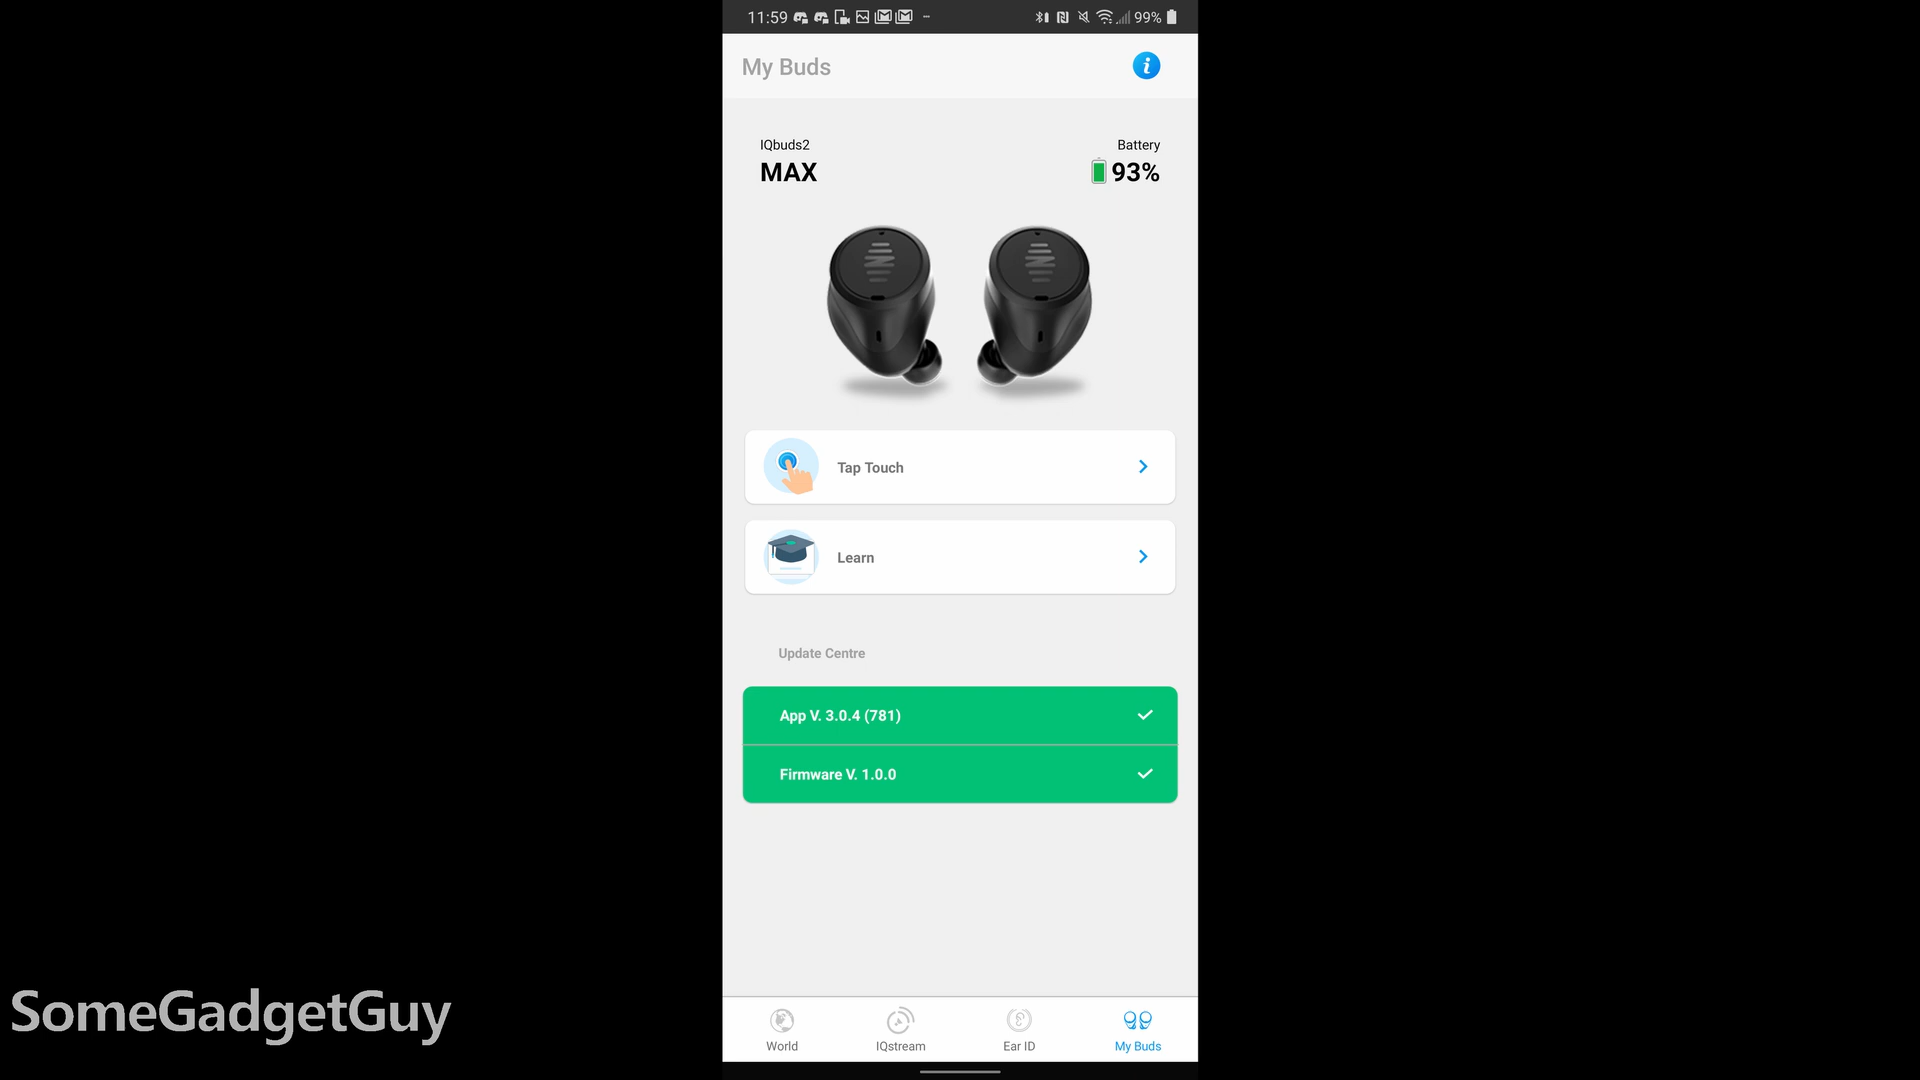 11:59
99%
My Buds
IQbuds2
MAX
Battery
93%
Tap Touch
Learn
Update Centre
App V. 3.0.4 (781)
Firmware V. 1.0.0
World
IQstream
Ear ID
My Buds
SomeGadgetGuy